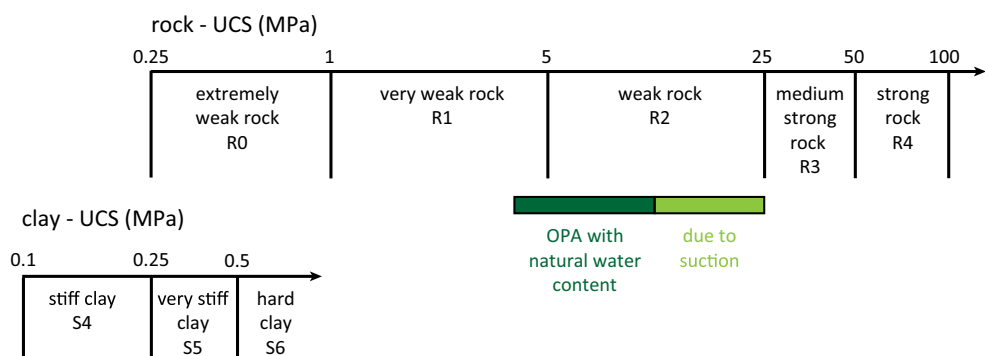 rock - UCS (MPa)
0.25 1 5 25 50 100
extremely
weak rock
R0
very weak rock
R1
weak rock
R2
medium
strong
rock
R3
strong
rock
R4
clay - UCS (MPa)
0.1 0.25 0.5
stiff clay
S4
very stiff
clay
S5
hard
clay
S6
OPA with
natural water
content
due to
suction